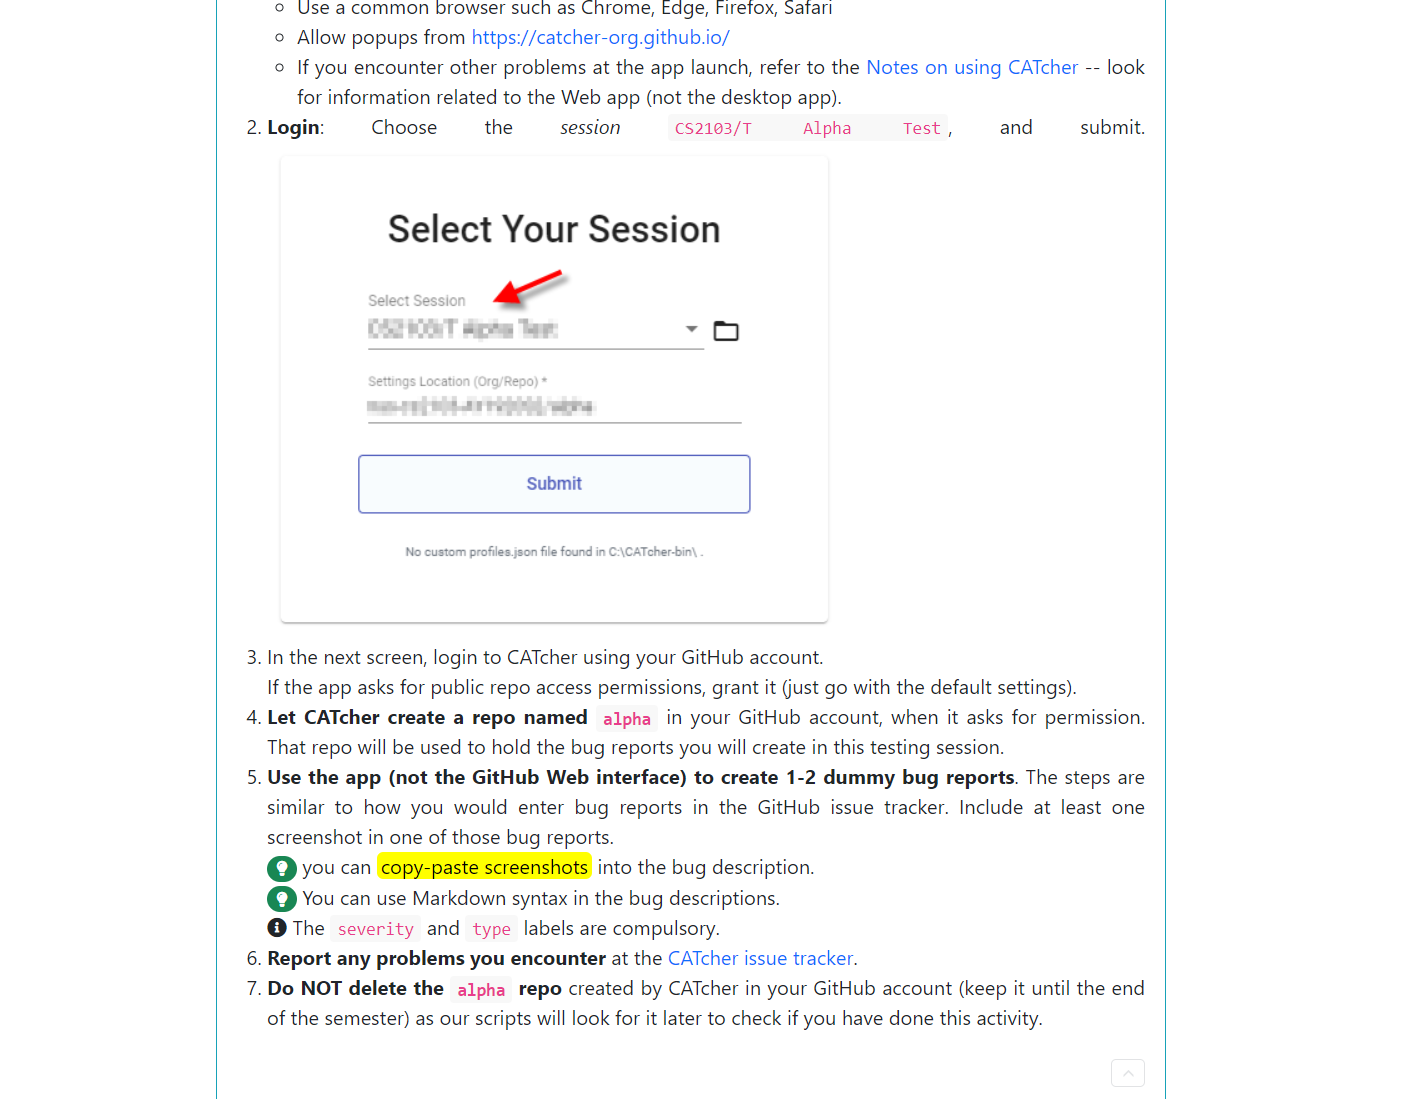 Use a common browser such as Chrome, Edge, Firefox, Safari
Allow popups from https://catcher-org.github.io/
If you encounter other problems at the app launch, refer to the Notes on using CATcher -- look
for information related to the Web app (not the desktop app).
2. Login: Choose the session CS2103/T Alpha Test, and submit.
Select Your Session
Select Session
CS2103/T Alpha Test
Settings Location (Org/Repo) *
Submit
No custom profiles.json file found in C:\CATcher-bin\ .
3. In the next screen, login to CATcher using your GitHub account.
If the app asks for public repo access permissions, grant it (just go with the default settings).
4. Let CATcher create a repo named alpha in your GitHub account, when it asks for permission.
That repo will be used to hold the bug reports you will create in this testing session.
5. Use the app (not the GitHub Web interface) to create 1-2 dummy bug reports. The steps are
similar to how you would enter bug reports in the GitHub issue tracker. Include at least one
screenshot in one of those bug reports.
you can copy-paste screenshots into the bug description.
You can use Markdown syntax in the bug descriptions.
The severity and type labels are compulsory.
6. Report any problems you encounter at the CATcher issue tracker.
7. Do NOT delete the alpha repo created by CATcher in your GitHub account (keep it until the end
of the semester) as our scripts will look for it later to check if you have done this activity.